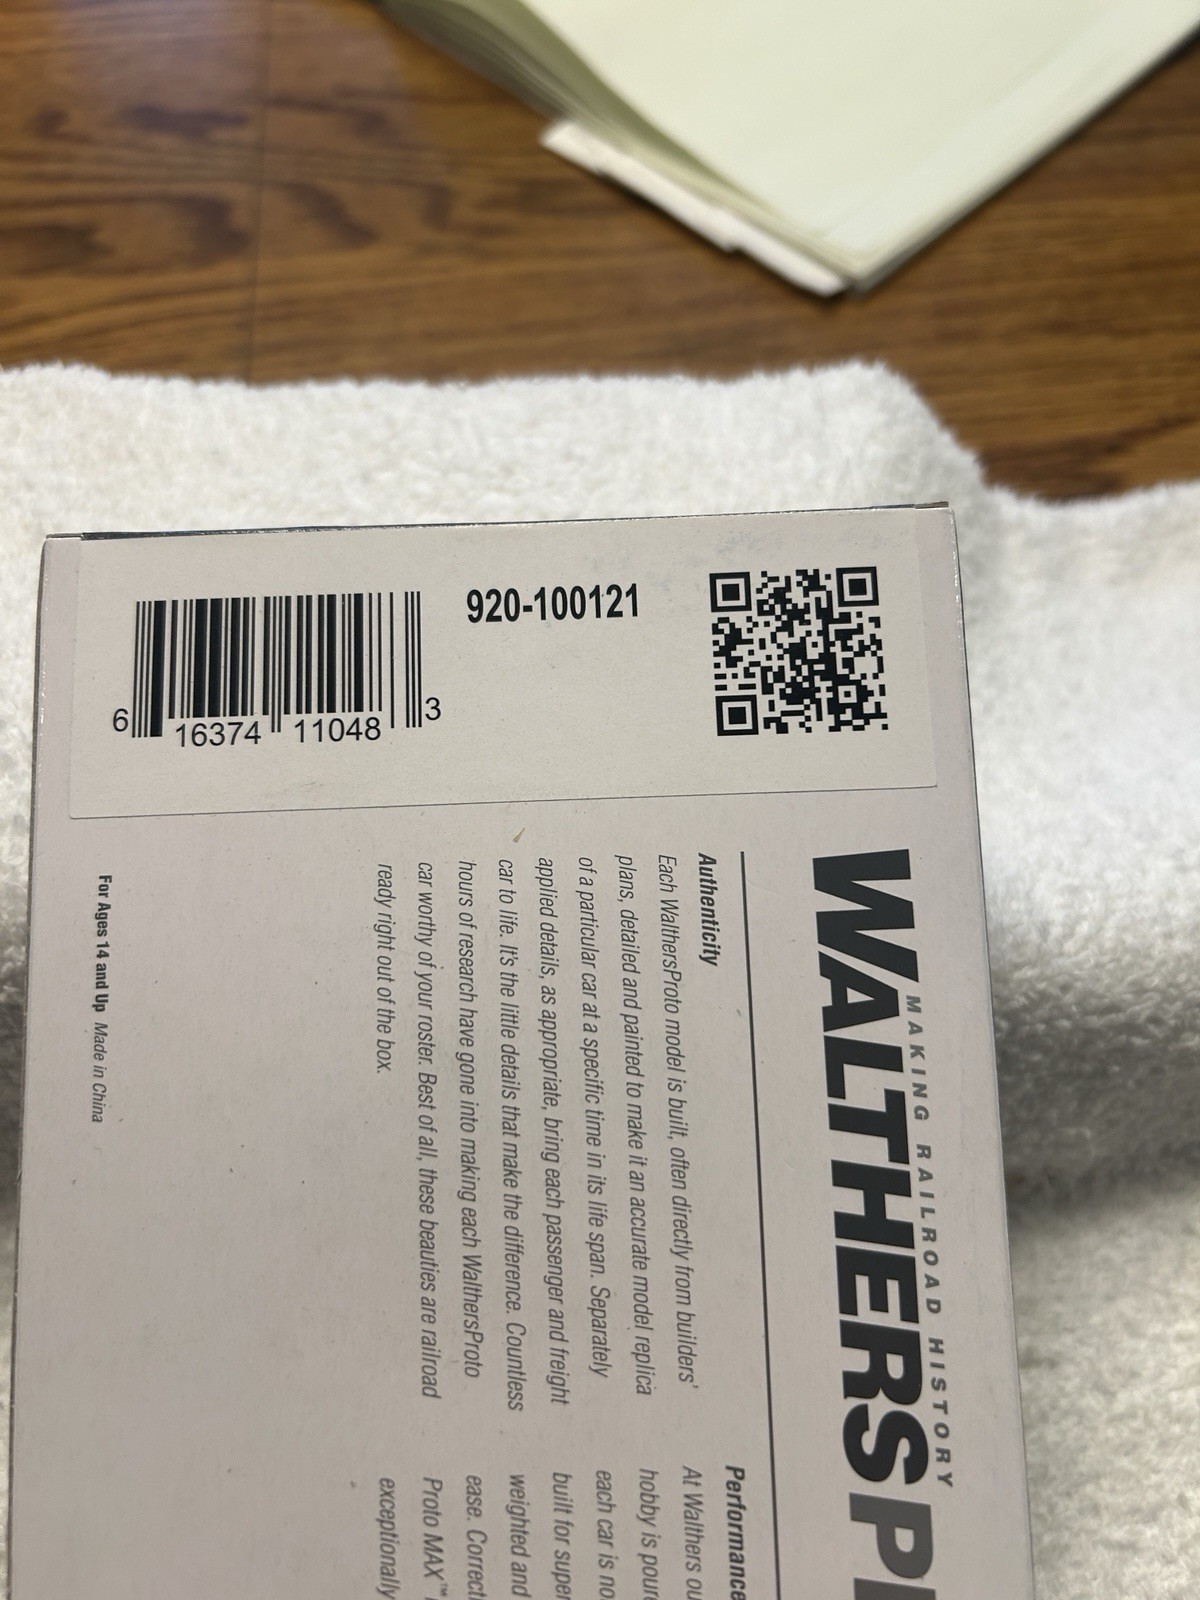 920-100121
6 16374 11048 3
MAKING RAILROAD HISTORY
WALTHERS
Authenticity
Each WalthersProto model is built, often directly from builders'
plans, detailed and painted to make it an accurate model replica
of a particular car at a specific time in its life span. Separately
applied details, as appropriate, bring each passenger and freight
car to life. It's the little details that make the difference. Countless
hours of research have gone into making each WalthersProto
car worthy of your roster. Best of all, these beauties are railroad
ready right out of the box.
Performance
At Walthers ou
hobby is pour
each car is no
built for super
weighted and
ease. Correctl
Proto MAX™
exceptionally
For Ages 14 and Up Made in China